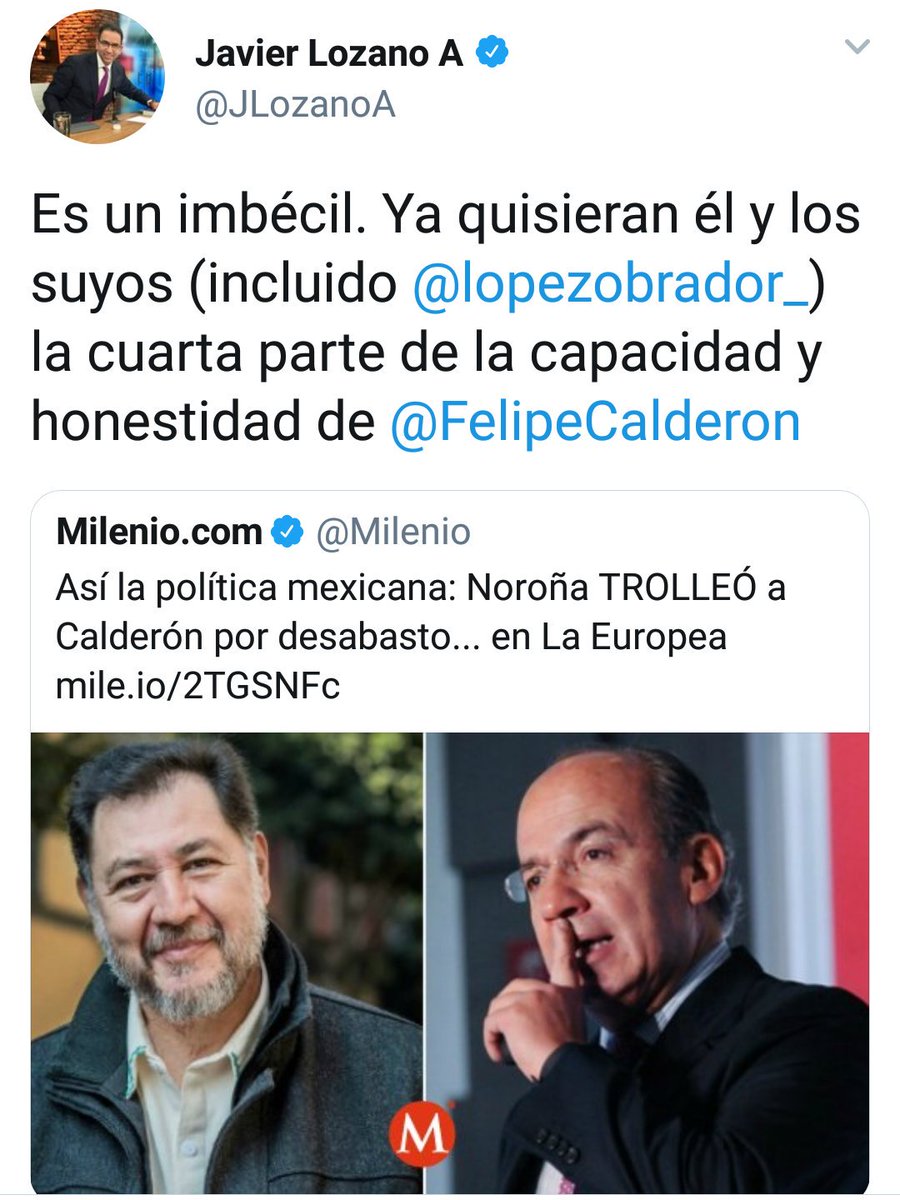 Javier Lozano A
@JLozanoA
Es un imbécil. Ya quisieran él y los
suyos (incluido @lopezobrador_)
la cuarta parte de la capacidad y
honestidad de @FelipeCalderon
Milenio.com @Milenio
Así la política mexicana: Noroña TROLLEÓ a
Calderón por desabasto... en La Europea
mile.io/2TGSNFc
M